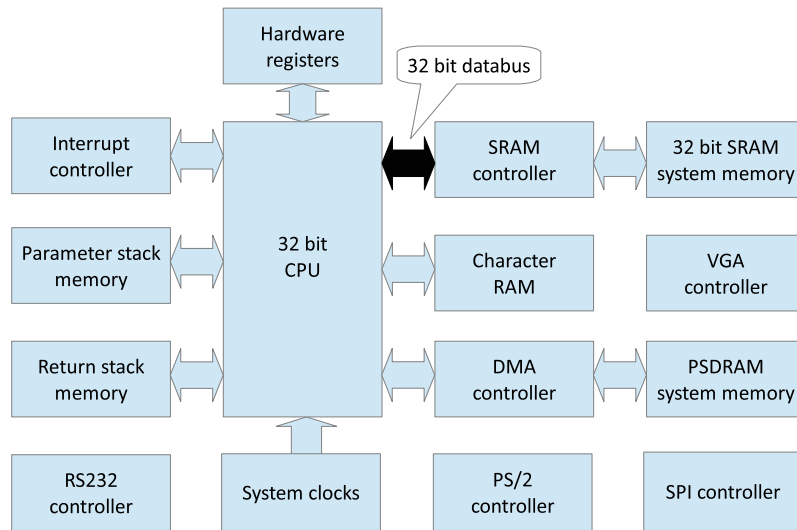 Hardware
registers
32 bit databus
Interrupt
controller
SRAM
controller
32 bit SRAM
system memory
32 bit
CPU
Parameter stack
memory
Character
RAM
VGA
controller
Return stack
memory
DMA
controller
PSDRAM
system memory
RS232
controller
System clocks
PS/2
controller
SPI controller